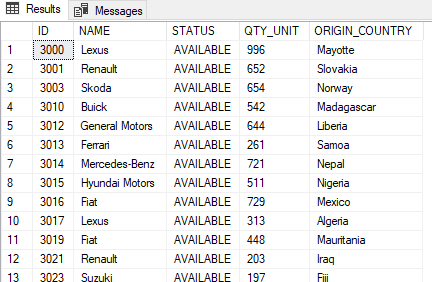 Results Messages
ID NAME STATUS QTY_UNIT ORIGIN_COUNTRY
1 3000 Lexus AVAILABLE 996 Mayotte
2 3001 Renault AVAILABLE 652 Slovakia
3 3003 Skoda AVAILABLE 654 Norway
4 3010 Buick AVAILABLE 542 Madagascar
5 3012 General Motors AVAILABLE 644 Liberia
6 3013 Ferrari AVAILABLE 261 Samoa
7 3014 Mercedes-Benz AVAILABLE 721 Nepal
8 3015 Hyundai Motors AVAILABLE 511 Nigeria
9 3016 Fiat AVAILABLE 729 Mexico
10 3017 Lexus AVAILABLE 313 Algeria
11 3019 Fiat AVAILABLE 448 Mauritania
12 3021 Renault AVAILABLE 203 Iraq
13 3023 Suzuki AVAILABLE 197 Fiji